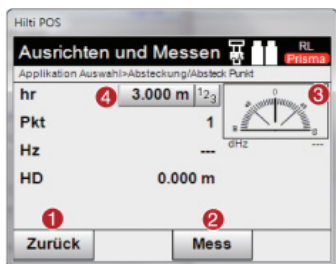 Hilti POS
Ausrichten und Messen RL Prisma
Applikation Auswahl>Absteckung/Absteck Punkt
hr 4 3.000 m 123 3
Pkt 1
Hz --- dHz ---
HD 0.000 m
1 2
Zurück Mess